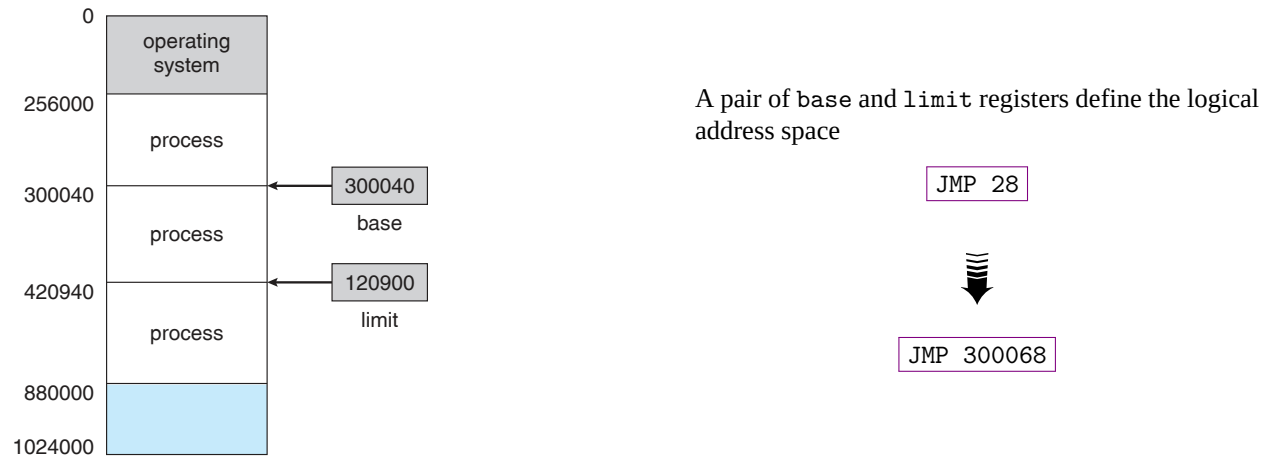 0
operating
system
256000
process
300040
300040
base
process
420940
120900
limit
process
880000
1024000
A pair of base and limit registers define the logical
address space
JMP 28
JMP 300068